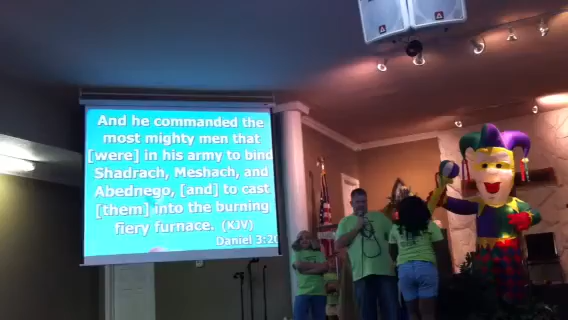 And he commanded the
most mighty men that
[were] in his army to bind
Shadrach, Meshach, and
Abednego, [and] to cast
[them] into the burning
fiery furnace. (KJV)
Daniel 3:20